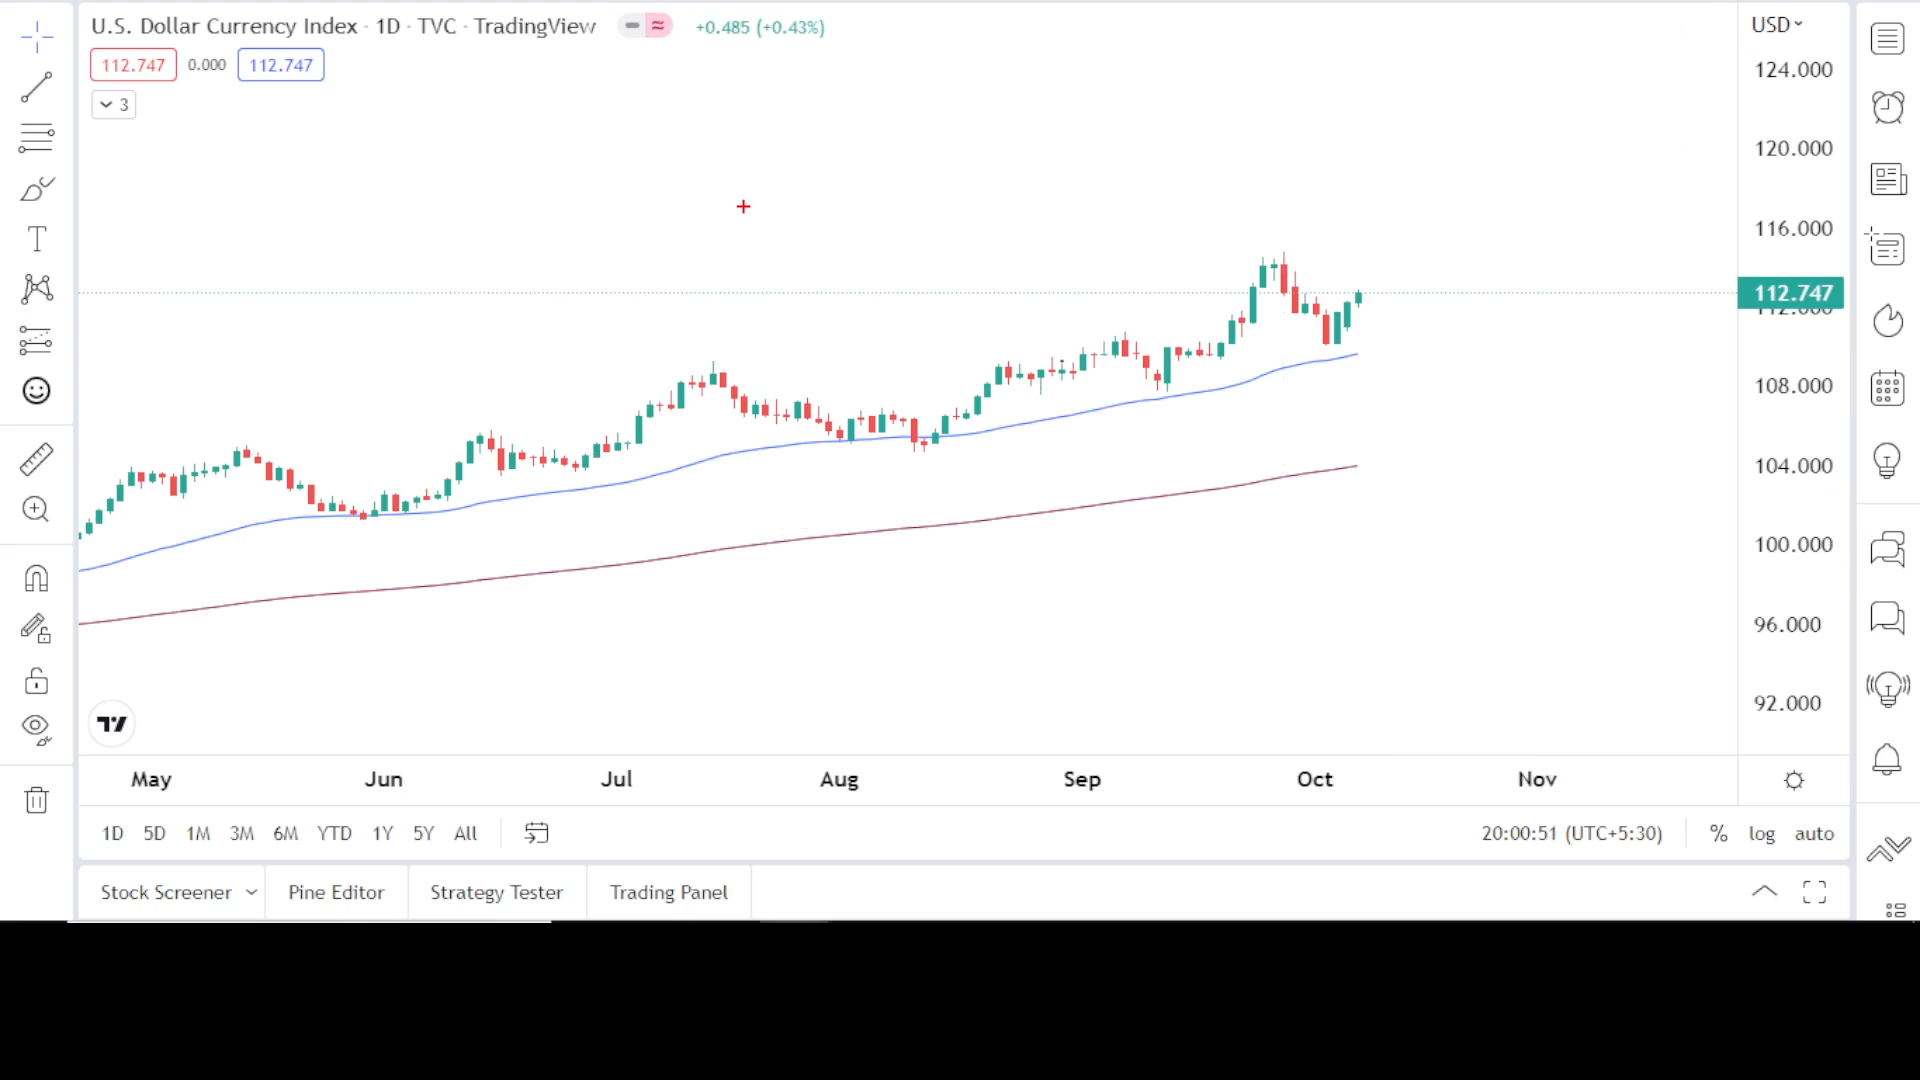 U.S. Dollar Currency Index · 1D · TVC · TradingView +0.485 (+0.43%)
112.747 0.000 112.747
3
USD
124.000
120.000
116.000
112.747
112.000
108.000
104.000
100.000
96.000
92.000
May Jun Jul Aug Sep Oct Nov
1D 5D 1M 3M 6M YTD 1Y 5Y All 20:00:51 (UTC+5:30) % log auto
Stock Screener Pine Editor Strategy Tester Trading Panel